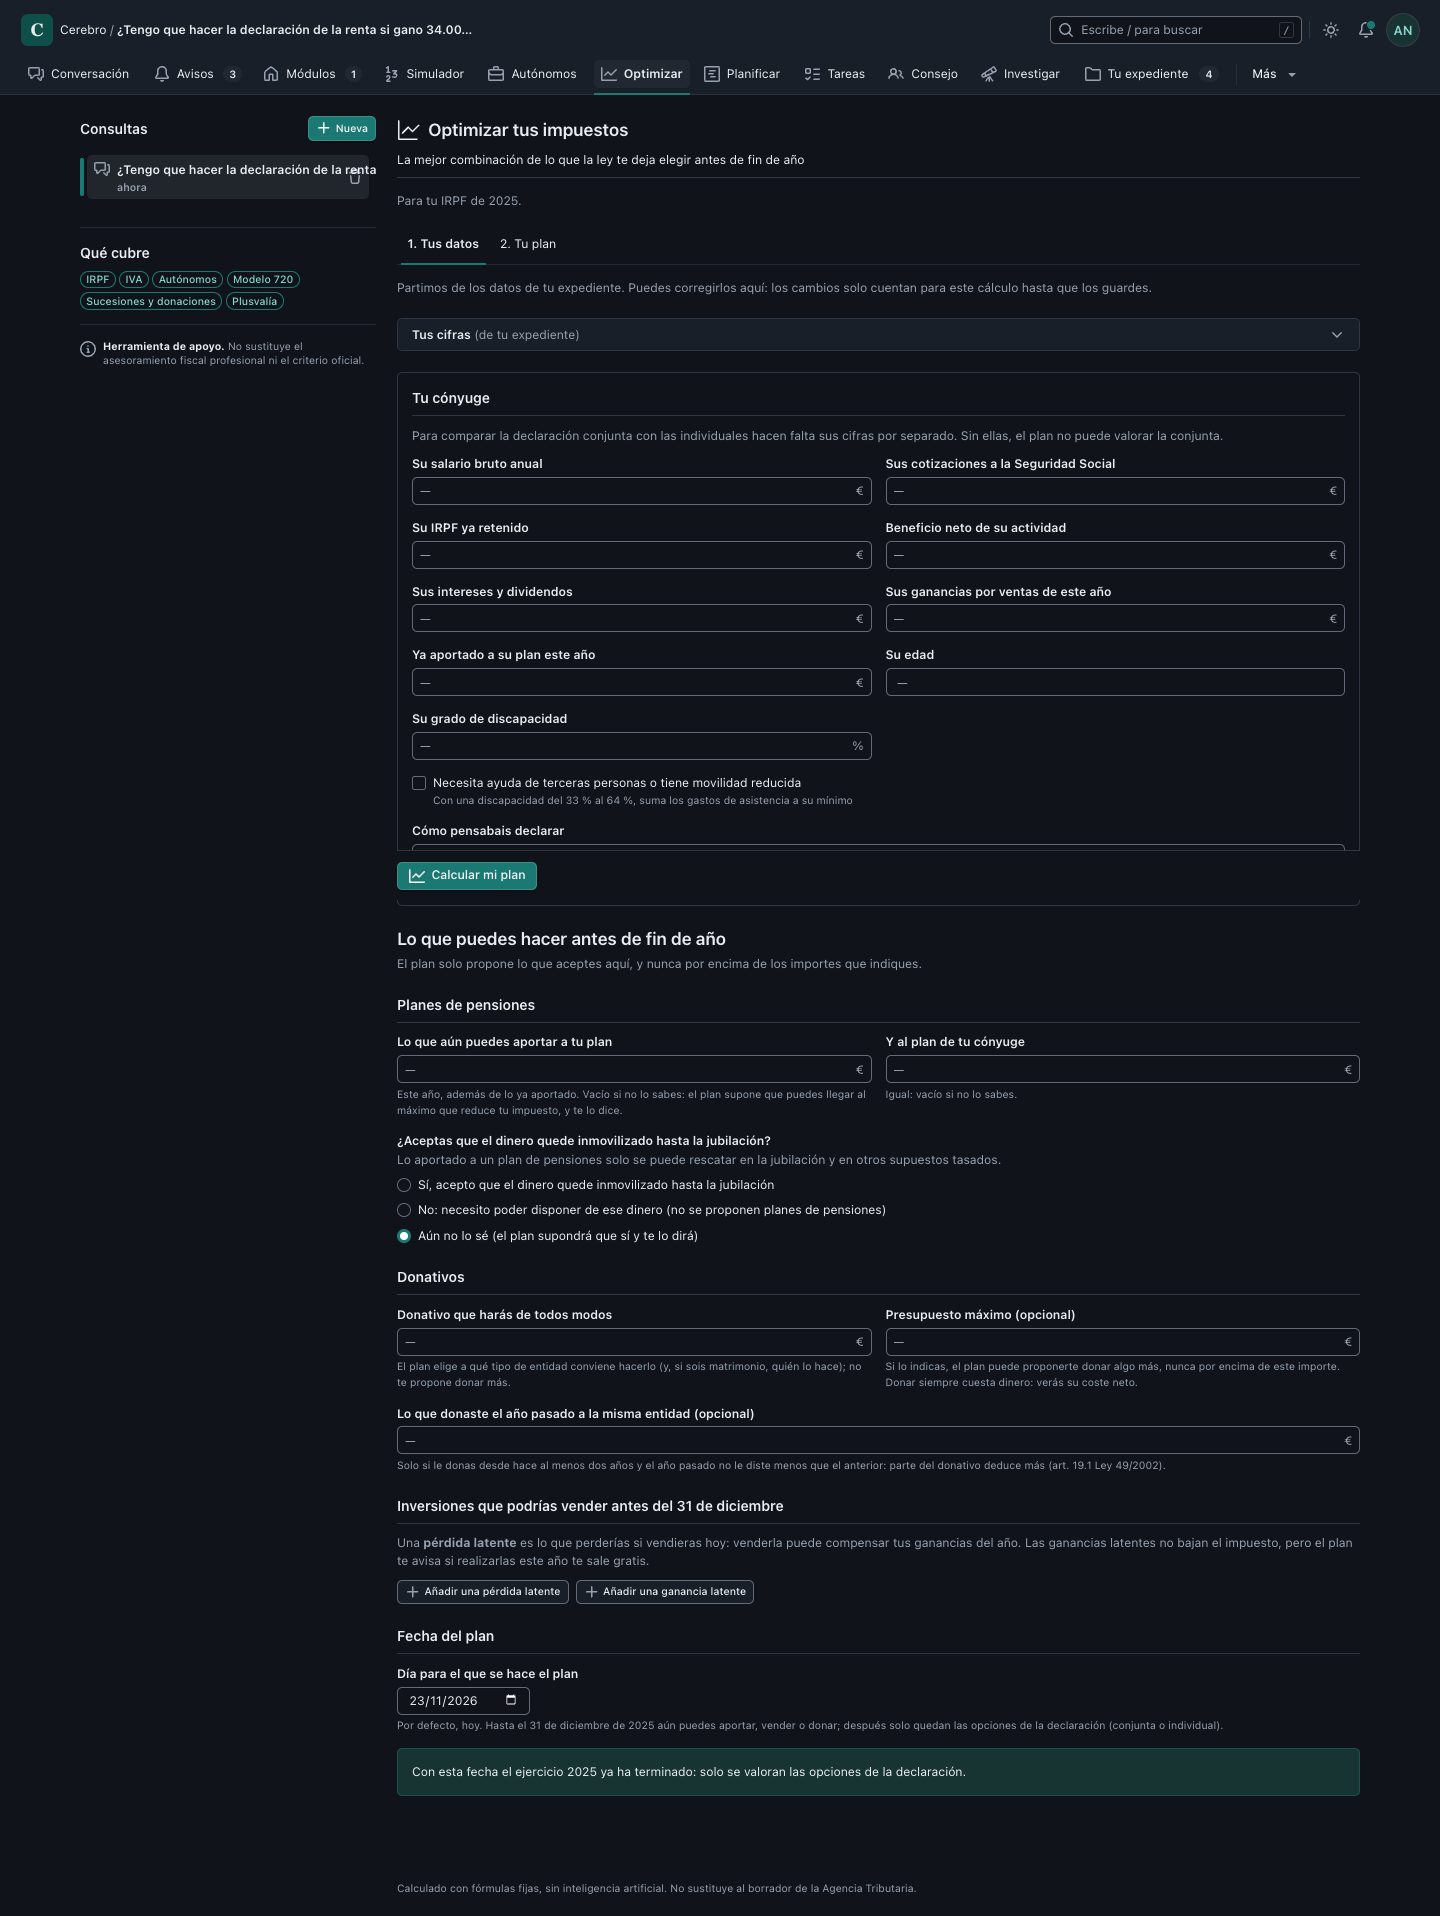 C
Cerebro / ¿Tengo que hacer la declaración de la renta si gano 34.00...
Escribe / para buscar
/
AN
Conversación
Avisos 3
Módulos 1
Simulador
Autónomos
Optimizar
Planificar
Tareas
Consejo
Investigar
Tu expediente 4
Más
Consultas
Nueva
¿Tengo que hacer la declaración de la renta
ahora
Qué cubre
IRPF
IVA
Autónomos
Modelo 720
Sucesiones y donaciones
Plusvalía
Herramienta de apoyo. No sustituye el
asesoramiento fiscal profesional ni el criterio oficial.
Optimizar tus impuestos
La mejor combinación de lo que la ley te deja elegir antes de fin de año
Para tu IRPF de 2025.
1. Tus datos
2. Tu plan
Partimos de los datos de tu expediente. Puedes corregirlos aquí: los cambios solo cuentan para este cálculo hasta que los guardes.
Tus cifras (de tu expediente)
Tu cónyuge
Para comparar la declaración conjunta con las individuales hacen falta sus cifras por separado. Sin ellas, el plan no puede valorar la conjunta.
Su salario bruto anual
— €
Sus cotizaciones a la Seguridad Social
— €
Su IRPF ya retenido
— €
Beneficio neto de su actividad
— €
Sus intereses y dividendos
— €
Sus ganancias por ventas de este año
— €
Ya aportado a su plan este año
— €
Su edad
—
Su grado de discapacidad
— %
Necesita ayuda de terceras personas o tiene movilidad reducida
Con una discapacidad del 33 % al 64 %, suma los gastos de asistencia a su mínimo
Cómo pensabais declarar
Calcular mi plan
Lo que puedes hacer antes de fin de año
El plan solo propone lo que aceptes aquí, y nunca por encima de los importes que indiques.
Planes de pensiones
Lo que aún puedes aportar a tu plan
— €
Este año, además de lo ya aportado. Vacío si no lo sabes: el plan supone que puedes llegar al
máximo que reduce tu impuesto, y te lo dice.
Y al plan de tu cónyuge
— €
Igual: vacío si no lo sabes.
¿Aceptas que el dinero quede inmovilizado hasta la jubilación?
Lo aportado a un plan de pensiones solo se puede rescatar en la jubilación y en otros supuestos tasados.
Sí, acepto que el dinero quede inmovilizado hasta la jubilación
No: necesito poder disponer de ese dinero (no se proponen planes de pensiones)
Aún no lo sé (el plan supondrá que sí y te lo dirá)
Donativos
Donativo que harás de todos modos
— €
El plan elige a qué tipo de entidad conviene hacerlo (y, si sois matrimonio, quién lo hace); no
te propone donar más.
Presupuesto máximo (opcional)
— €
Si lo indicas, el plan puede proponerte donar algo más, nunca por encima de este importe.
Donar siempre cuesta dinero: verás su coste neto.
Lo que donaste el año pasado a la misma entidad (opcional)
— €
Solo si le donas desde hace al menos dos años y el año pasado no le diste menos que el anterior: parte del donativo deduce más (art. 19.1 Ley 49/2002).
Inversiones que podrías vender antes del 31 de diciembre
Una pérdida latente es lo que perderías si vendieras hoy: venderla puede compensar tus ganancias del año. Las ganancias latentes no bajan el impuesto, pero el plan
te avisa si realizarlas este año te sale gratis.
Añadir una pérdida latente
Añadir una ganancia latente
Fecha del plan
Día para el que se hace el plan
23/11/2026
Por defecto, hoy. Hasta el 31 de diciembre de 2025 aún puedes aportar, vender o donar; después solo quedan las opciones de la declaración (conjunta o individual).
Con esta fecha el ejercicio 2025 ya ha terminado: solo se valoran las opciones de la declaración.
Calculado con fórmulas fijas, sin inteligencia artificial. No sustituye al borrador de la Agencia Tributaria.